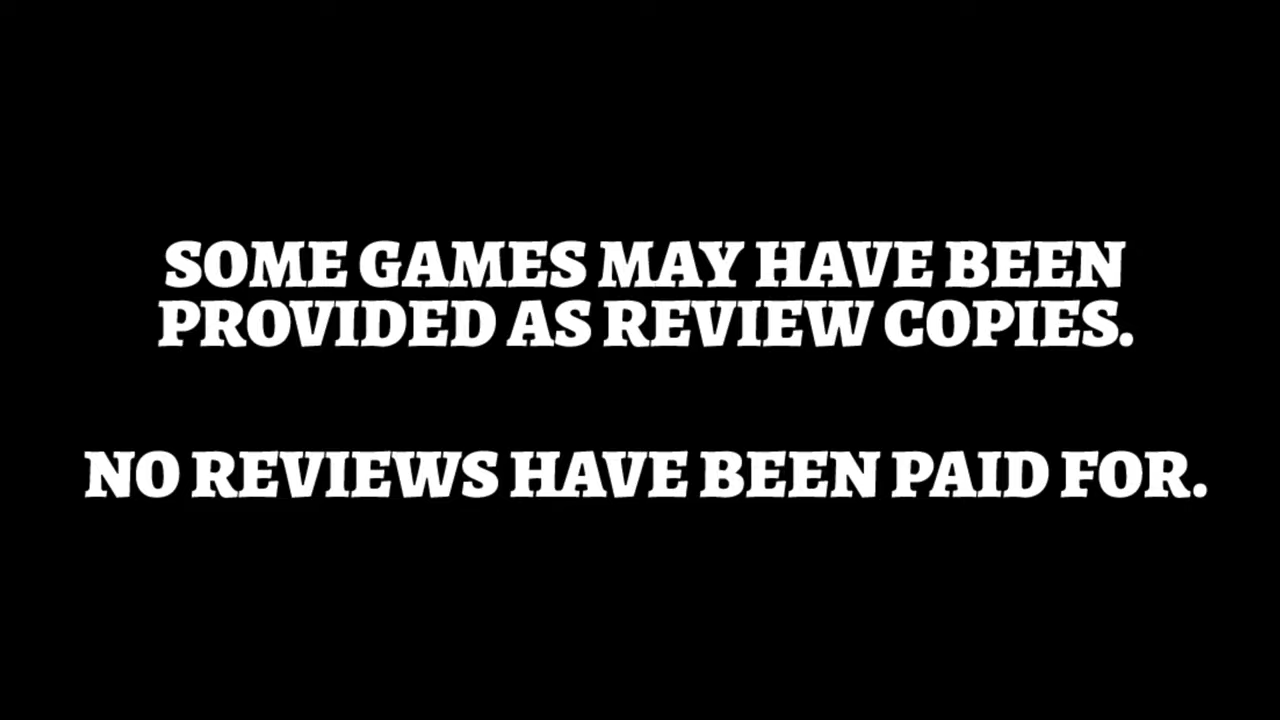 SOME GAMES MAY HAVE BEEN
PROVIDED AS REVIEW COPIES.
NO REVIEWS HAVE BEEN PAID FOR.